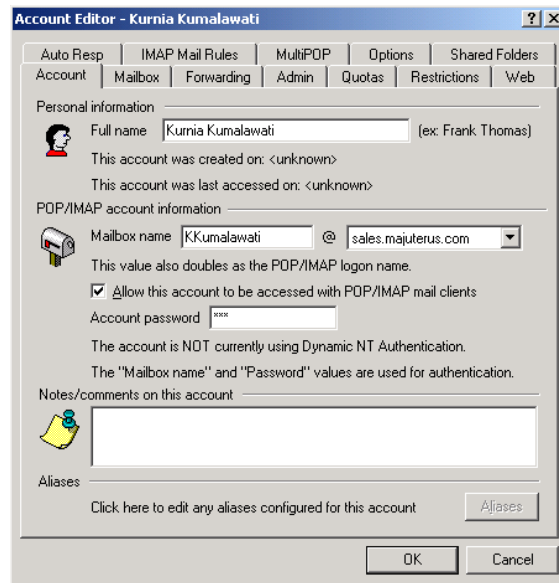 Account Editor - Kurnia Kumalawati
Auto Resp IMAP Mail Rules MultiPOP Options Shared Folders
Account Mailbox Forwarding Admin Quotas Restrictions Web
Personal information
Full name Kurnia Kumalawati (ex: Frank Thomas)
This account was created on: <unknown>
This account was last accessed on: <unknown>
POP/IMAP account information
Mailbox name KKumalawati @ sales.majuterus.com
This value also doubles as the POP/IMAP logon name.
Allow this account to be accessed with POP/IMAP mail clients
Account password ***
The account is NOT currently using Dynamic NT Authentication.
The "Mailbox name" and "Password" values are used for authentication.
Notes/comments on this account
Aliases
Click here to edit any aliases configured for this account Aliases
OK Cancel